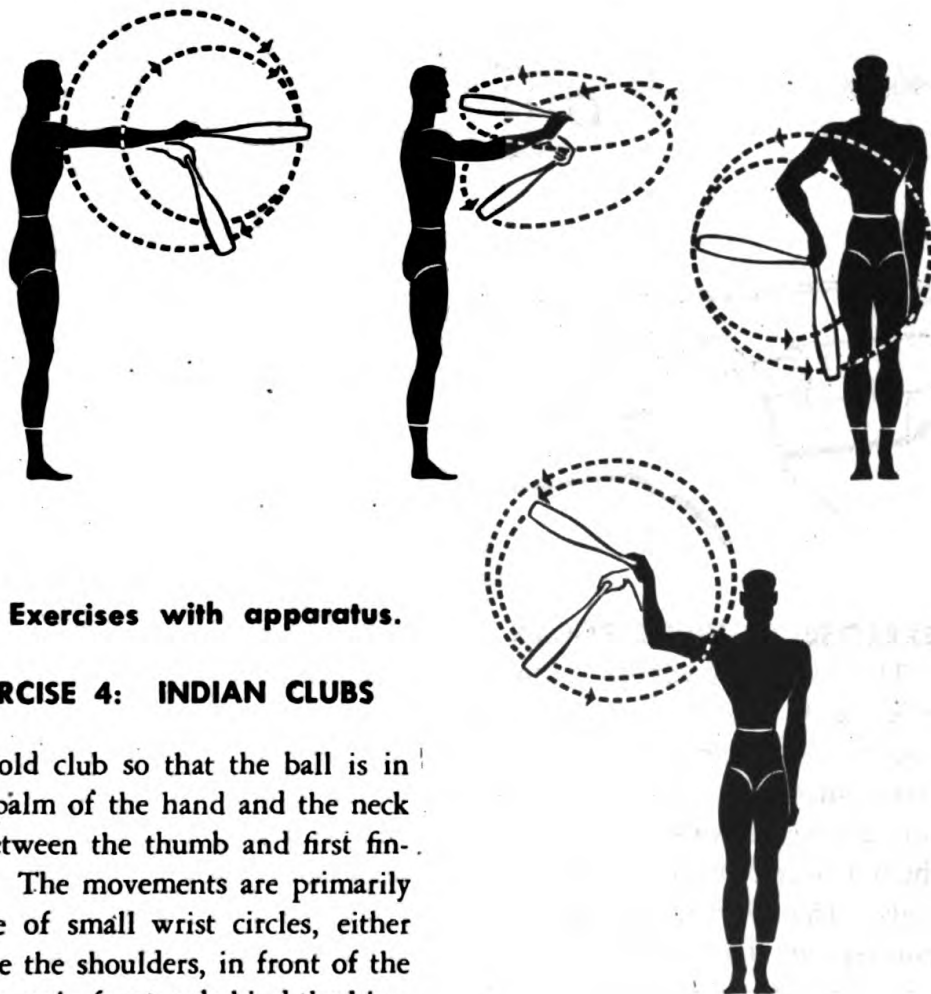 Exercises with apparatus.
RCISE 4: INDIAN CLUBS
old club so that the ball is in
palm of the hand and the neck
tween the thumb and first fin-
The movements are primarily
e of small wrist circles, either
e the shoulders, in front of the